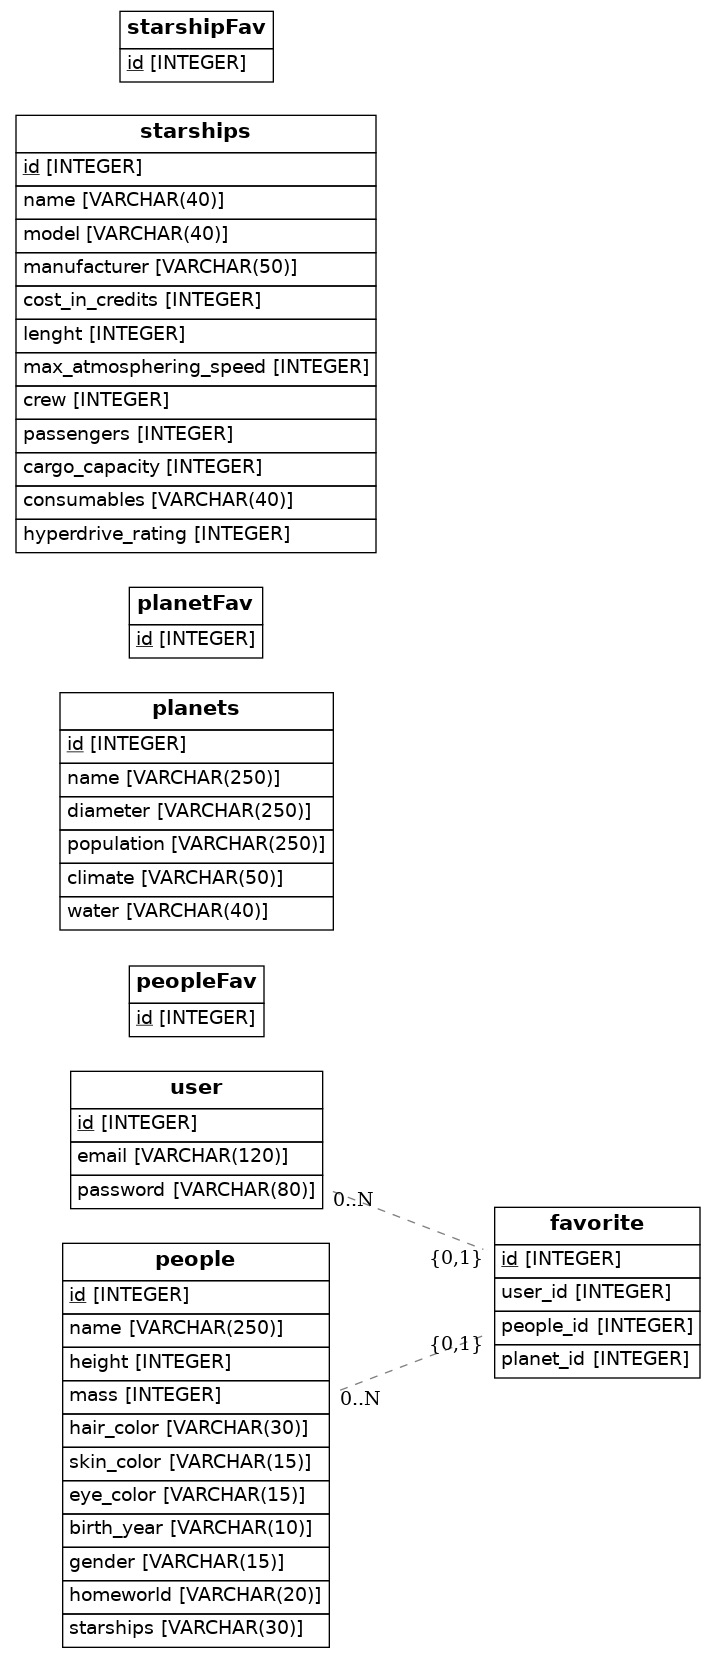 starshipFav
id [INTEGER]
starships
id [INTEGER]
name [VARCHAR(40)]
model [VARCHAR(40)]
manufacturer [VARCHAR(50)]
cost_in_credits [INTEGER]
lenght [INTEGER]
max_atmosphering_speed [INTEGER]
crew [INTEGER]
passengers [INTEGER]
cargo_capacity [INTEGER]
consumables [VARCHAR(40)]
hyperdrive_rating [INTEGER]
planetFav
id [INTEGER]
planets
id [INTEGER]
name [VARCHAR(250)]
diameter [VARCHAR(250)]
population [VARCHAR(250)]
climate [VARCHAR(50)]
water [VARCHAR(40)]
peopleFav
id [INTEGER]
user
id [INTEGER]
email [VARCHAR(120)]
password [VARCHAR(80)]
0..N
{0,1}
favorite
id [INTEGER]
user_id [INTEGER]
people_id [INTEGER]
planet_id [INTEGER]
{0,1}
0..N
people
id [INTEGER]
name [VARCHAR(250)]
height [INTEGER]
mass [INTEGER]
hair_color [VARCHAR(30)]
skin_color [VARCHAR(15)]
eye_color [VARCHAR(15)]
birth_year [VARCHAR(10)]
gender [VARCHAR(15)]
homeworld [VARCHAR(20)]
starships [VARCHAR(30)]